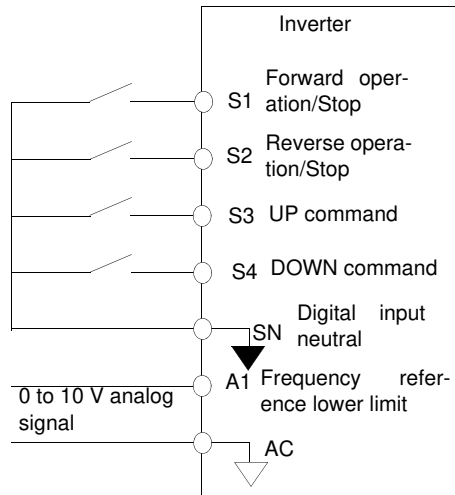 Inverter
S1 Forward oper-
ation/Stop
S2 Reverse opera-
tion/Stop
S3 UP command
S4 DOWN command
SN Digital input
neutral
A1 Frequency refer-
ence lower limit
0 to 10 V analog
signal
AC